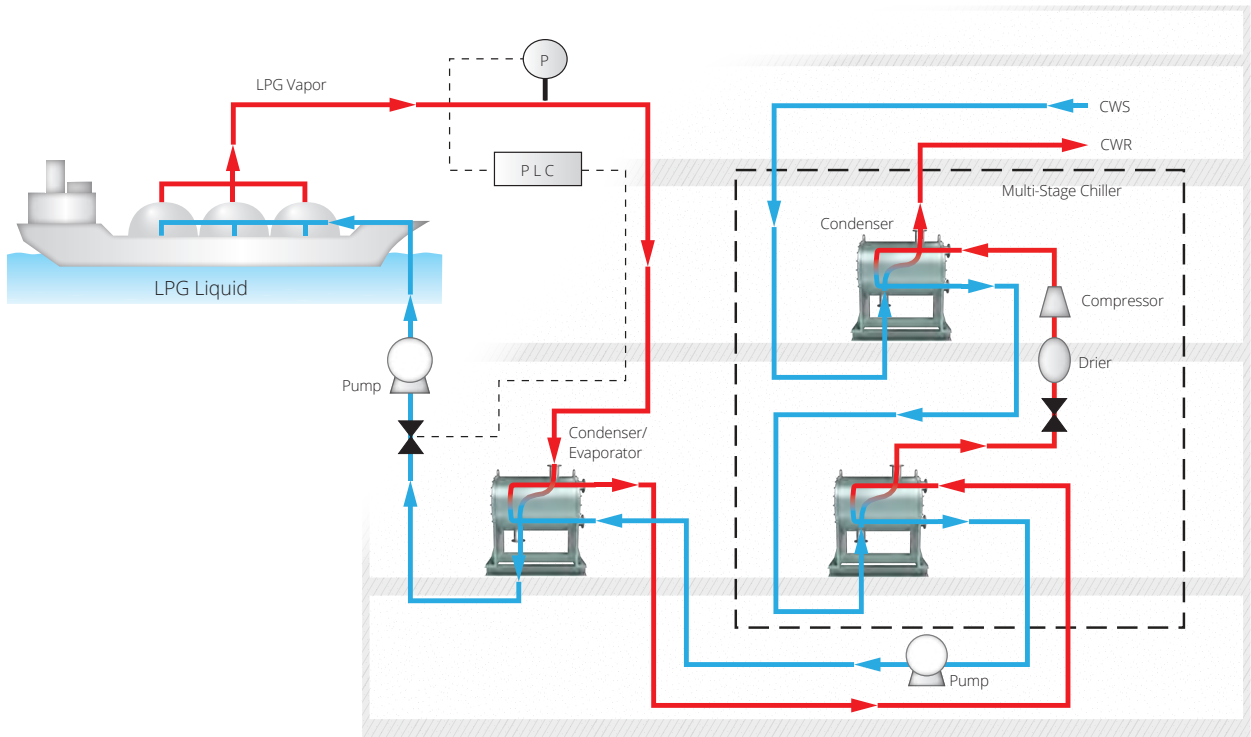 P
LPG Vapor
CWS
CWR
PLC
Multi-Stage Chiller
Condenser
LPG Liquid
Compressor
Drier
Pump
Condenser/
Evaporator
Pump